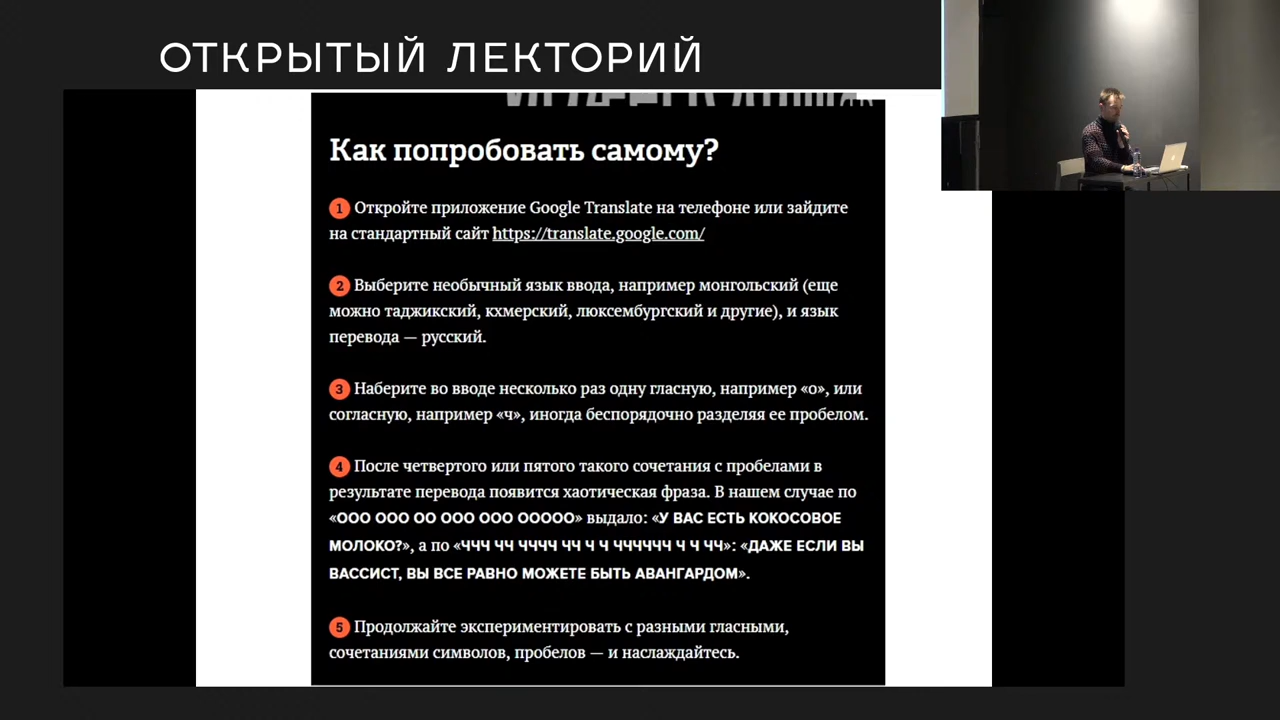 ОТКРЫТЫЙ ЛЕКТОРИЙ
Как попробовать самому?
1 Откройте приложение Google Translate на телефоне или зайдите
на стандартный сайт https://translate.google.com/
2 Выберите необычный язык ввода, например монгольский (еще
можно таджикский, кхмерский, люксембургский и другие), и язык
перевода — русский.
3 Наберите во вводе несколько раз одну гласную, например «о», или
согласную, например «ч», иногда беспорядочно разделяя ее пробелом.
4 После четвертого или пятого такого сочетания с пробелами в
результате перевода появится хаотическая фраза. В нашем случае по
«ООО ООО ОО ООО ООО ООООО» выдало: «У ВАС ЕСТЬ КОКОСОВОЕ
МОЛОКО?», а по «ЧЧЧ ЧЧ ЧЧЧЧ ЧЧ Ч Ч ЧЧЧЧЧЧ Ч Ч ЧЧ»: «ДАЖЕ ЕСЛИ ВЫ
ВАССИСТ, ВЫ ВСЕ РАВНО МОЖЕТЕ БЫТЬ АВАНГАРДОМ».
5 Продолжайте экспериментировать с разными гласными,
сочетаниями символов, пробелов — и наслаждайтесь.